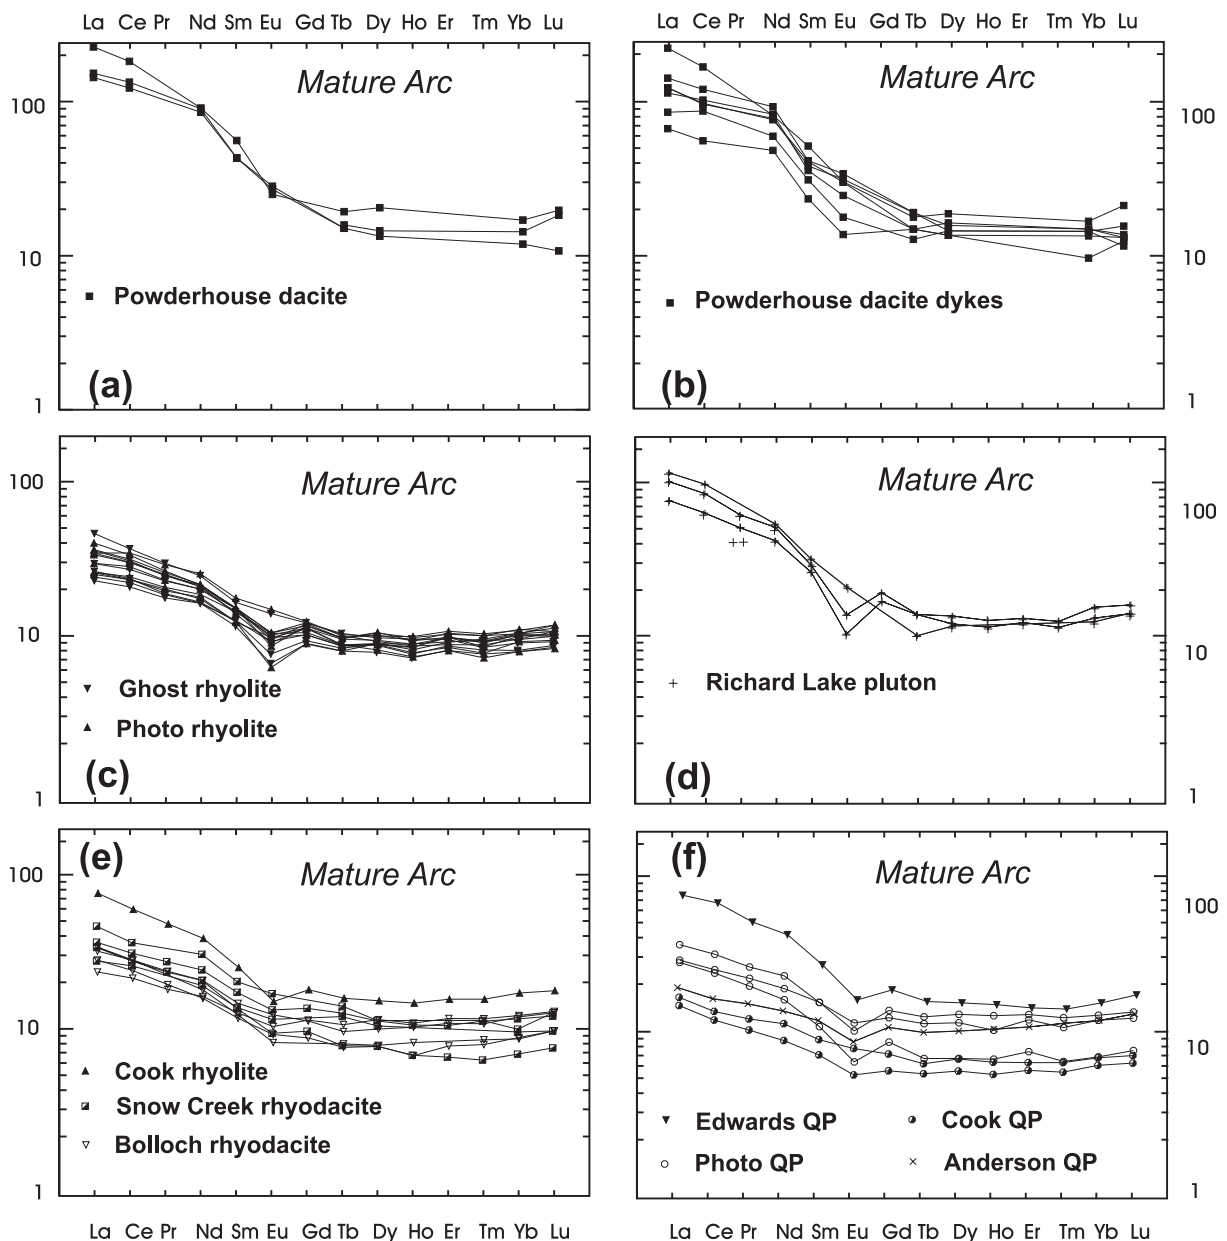 La Ce Pr Nd Sm Eu Gd Tb Dy Ho Er Tm Yb Lu
La Ce Pr Nd Sm Eu Gd Tb Dy Ho Er Tm Yb Lu
Mature Arc
100
10
1
Powderhouse dacite
(a)
Mature Arc
100
10
1
Powderhouse dacite dykes
(b)
Mature Arc
100
10
1
Ghost rhyolite
Photo rhyolite
(c)
Mature Arc
100
10
1
Richard Lake pluton
(d)
(e)
Mature Arc
100
10
1
Cook rhyolite
Snow Creek rhyodacite
Bolloch rhyodacite
(f)
Mature Arc
100
10
1
Edwards QP
Cook QP
Photo QP
Anderson QP
La Ce Pr Nd Sm Eu Gd Tb Dy Ho Er Tm Yb Lu
La Ce Pr Nd Sm Eu Gd Tb Dy Ho Er Tm Yb Lu